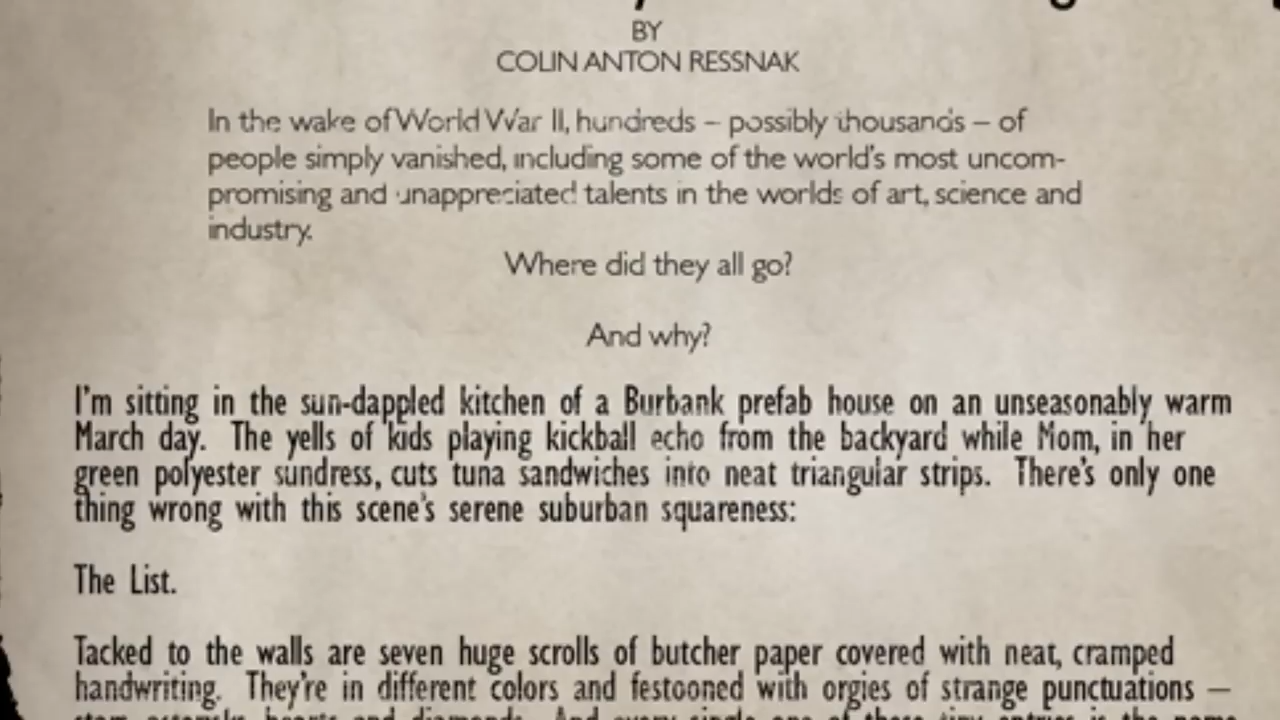 BY
COLIN ANTON RESSNAK
In the wake of World War II, hundreds – possibly thousands – of
people simply vanished, including some of the world's most uncom-
promising and unappreciated talents in the worlds of art, science and
industry.
Where did they all go?
And why?
I'm sitting in the sun-dappled kitchen of a Burbank prefab house on an unseasonably warm
March day. The yells of kids playing kickball echo from the backyard while Mom, in her
green polyester sundress, cuts tuna sandwiches into neat triangular strips. There's only one
thing wrong with this scene's serene suburban squareness:
The List.
Tacked to the walls are seven huge scrolls of butcher paper covered with neat, cramped
handwriting. They're in different colors and festooned with orgies of strange punctuations –